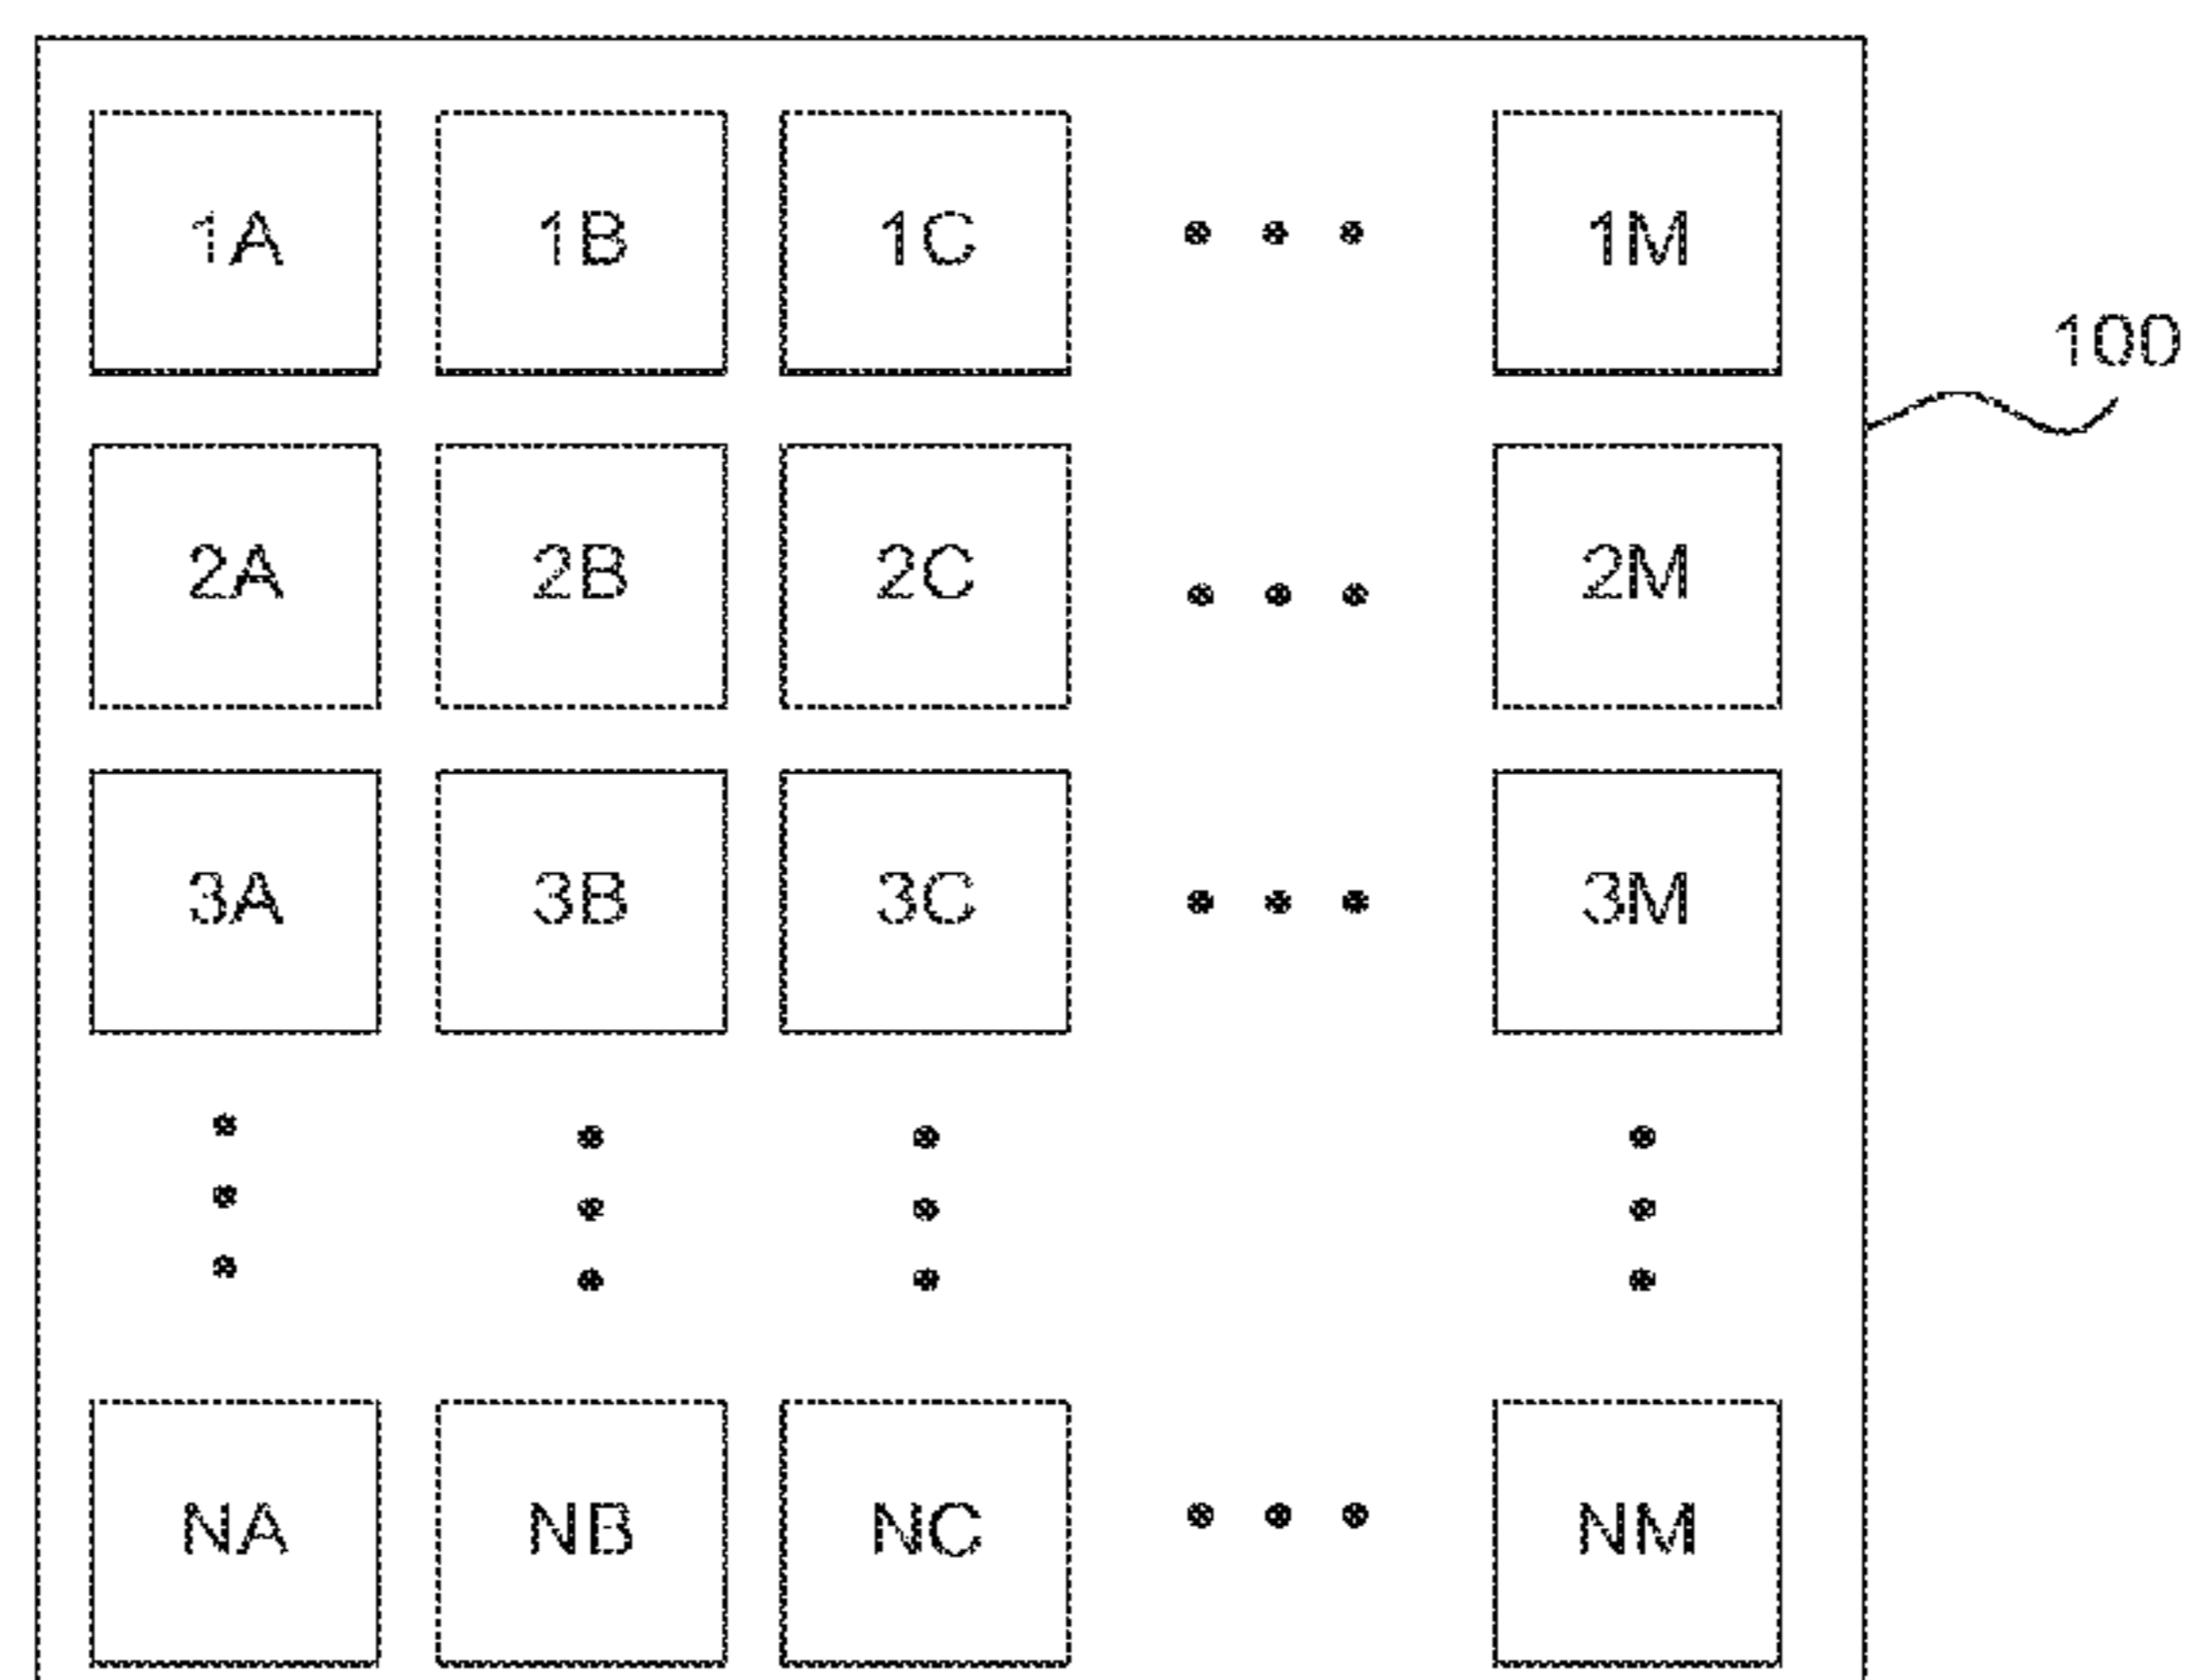 1A 1B 1C • • • 1M
100
2A 2B 2C • • • 2M
3A 3B 3C • • • 3M
NA NB NC • • • NM